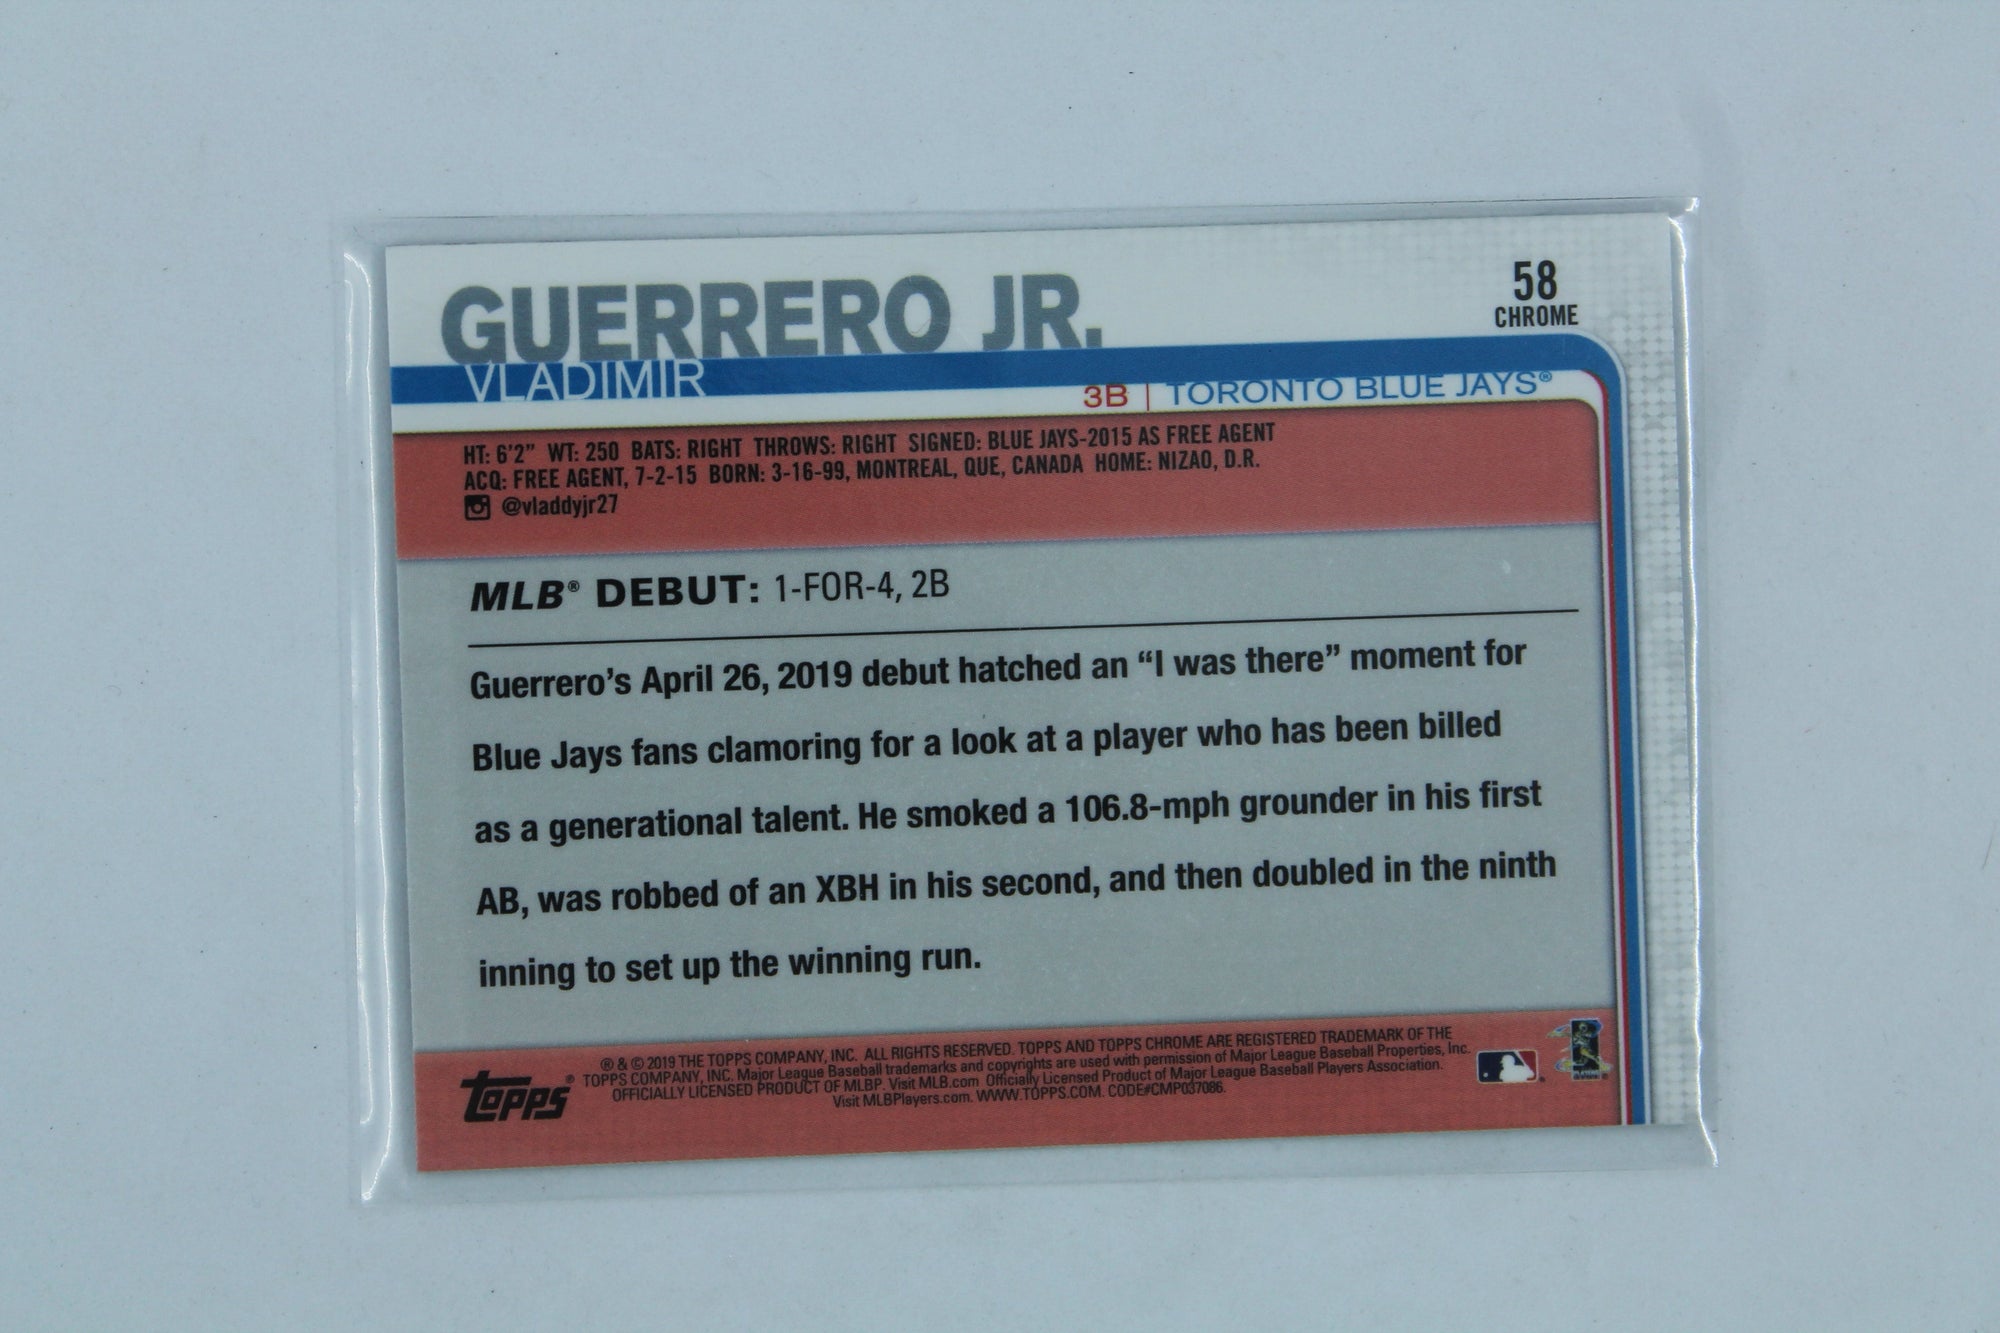 GUERRERO JR.
VLADIMIR
58
CHROME
3B | TORONTO BLUE JAYS®
HT: 6'2" WT: 250 BATS: RIGHT THROWS: RIGHT SIGNED: BLUE JAYS-2015 AS FREE AGENT
ACQ: FREE AGENT, 7-2-15 BORN: 3-16-99, MONTREAL, QUE, CANADA HOME: NIZAO, D.R.
@vladdyjr27
MLB® DEBUT: 1-FOR-4, 2B
Guerrero's April 26, 2019 debut hatched an “I was there” moment for
Blue Jays fans clamoring for a look at a player who has been billed
as a generational talent. He smoked a 106.8-mph grounder in his first
AB, was robbed of an XBH in his second, and then doubled in the ninth
inning to set up the winning run.
topps®
® & © 2019 THE TOPPS COMPANY, INC. ALL RIGHTS RESERVED. TOPPS AND TOPPS CHROME ARE REGISTERED TRADEMARK OF THE
TOPPS COMPANY, INC. Major League Baseball trademarks and copyrights are used with permission of Major League Baseball Properties, Inc.
OFFICIALLY LICENSED PRODUCT OF MLBP. Visit MLB.com Officially Licensed Product of Major League Baseball Players Association.
Visit MLBPlayers.com. WWW.TOPPS.COM. CODE#CMP037086.